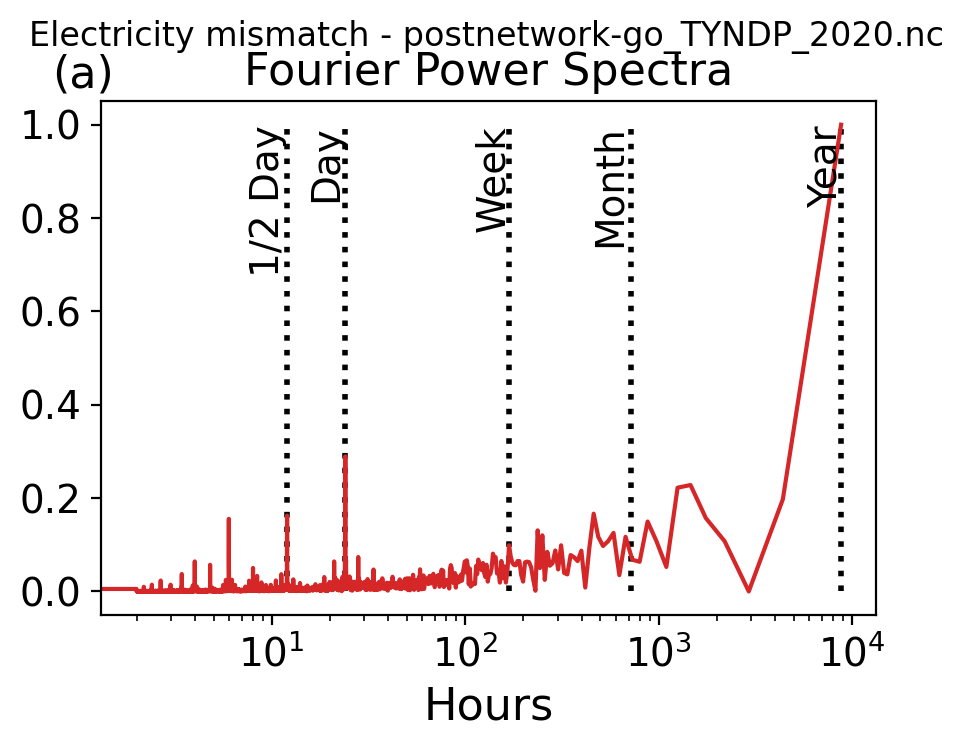 Electricity mismatch - postnetwork-go_TYNDP_2020.nc
(a) Fourier Power Spectra
1.0
0.8
0.6
0.4
0.2
0.0
1/2 Day
Day
Week
Month
Year
10¹ 10² 10³ 10⁴
Hours